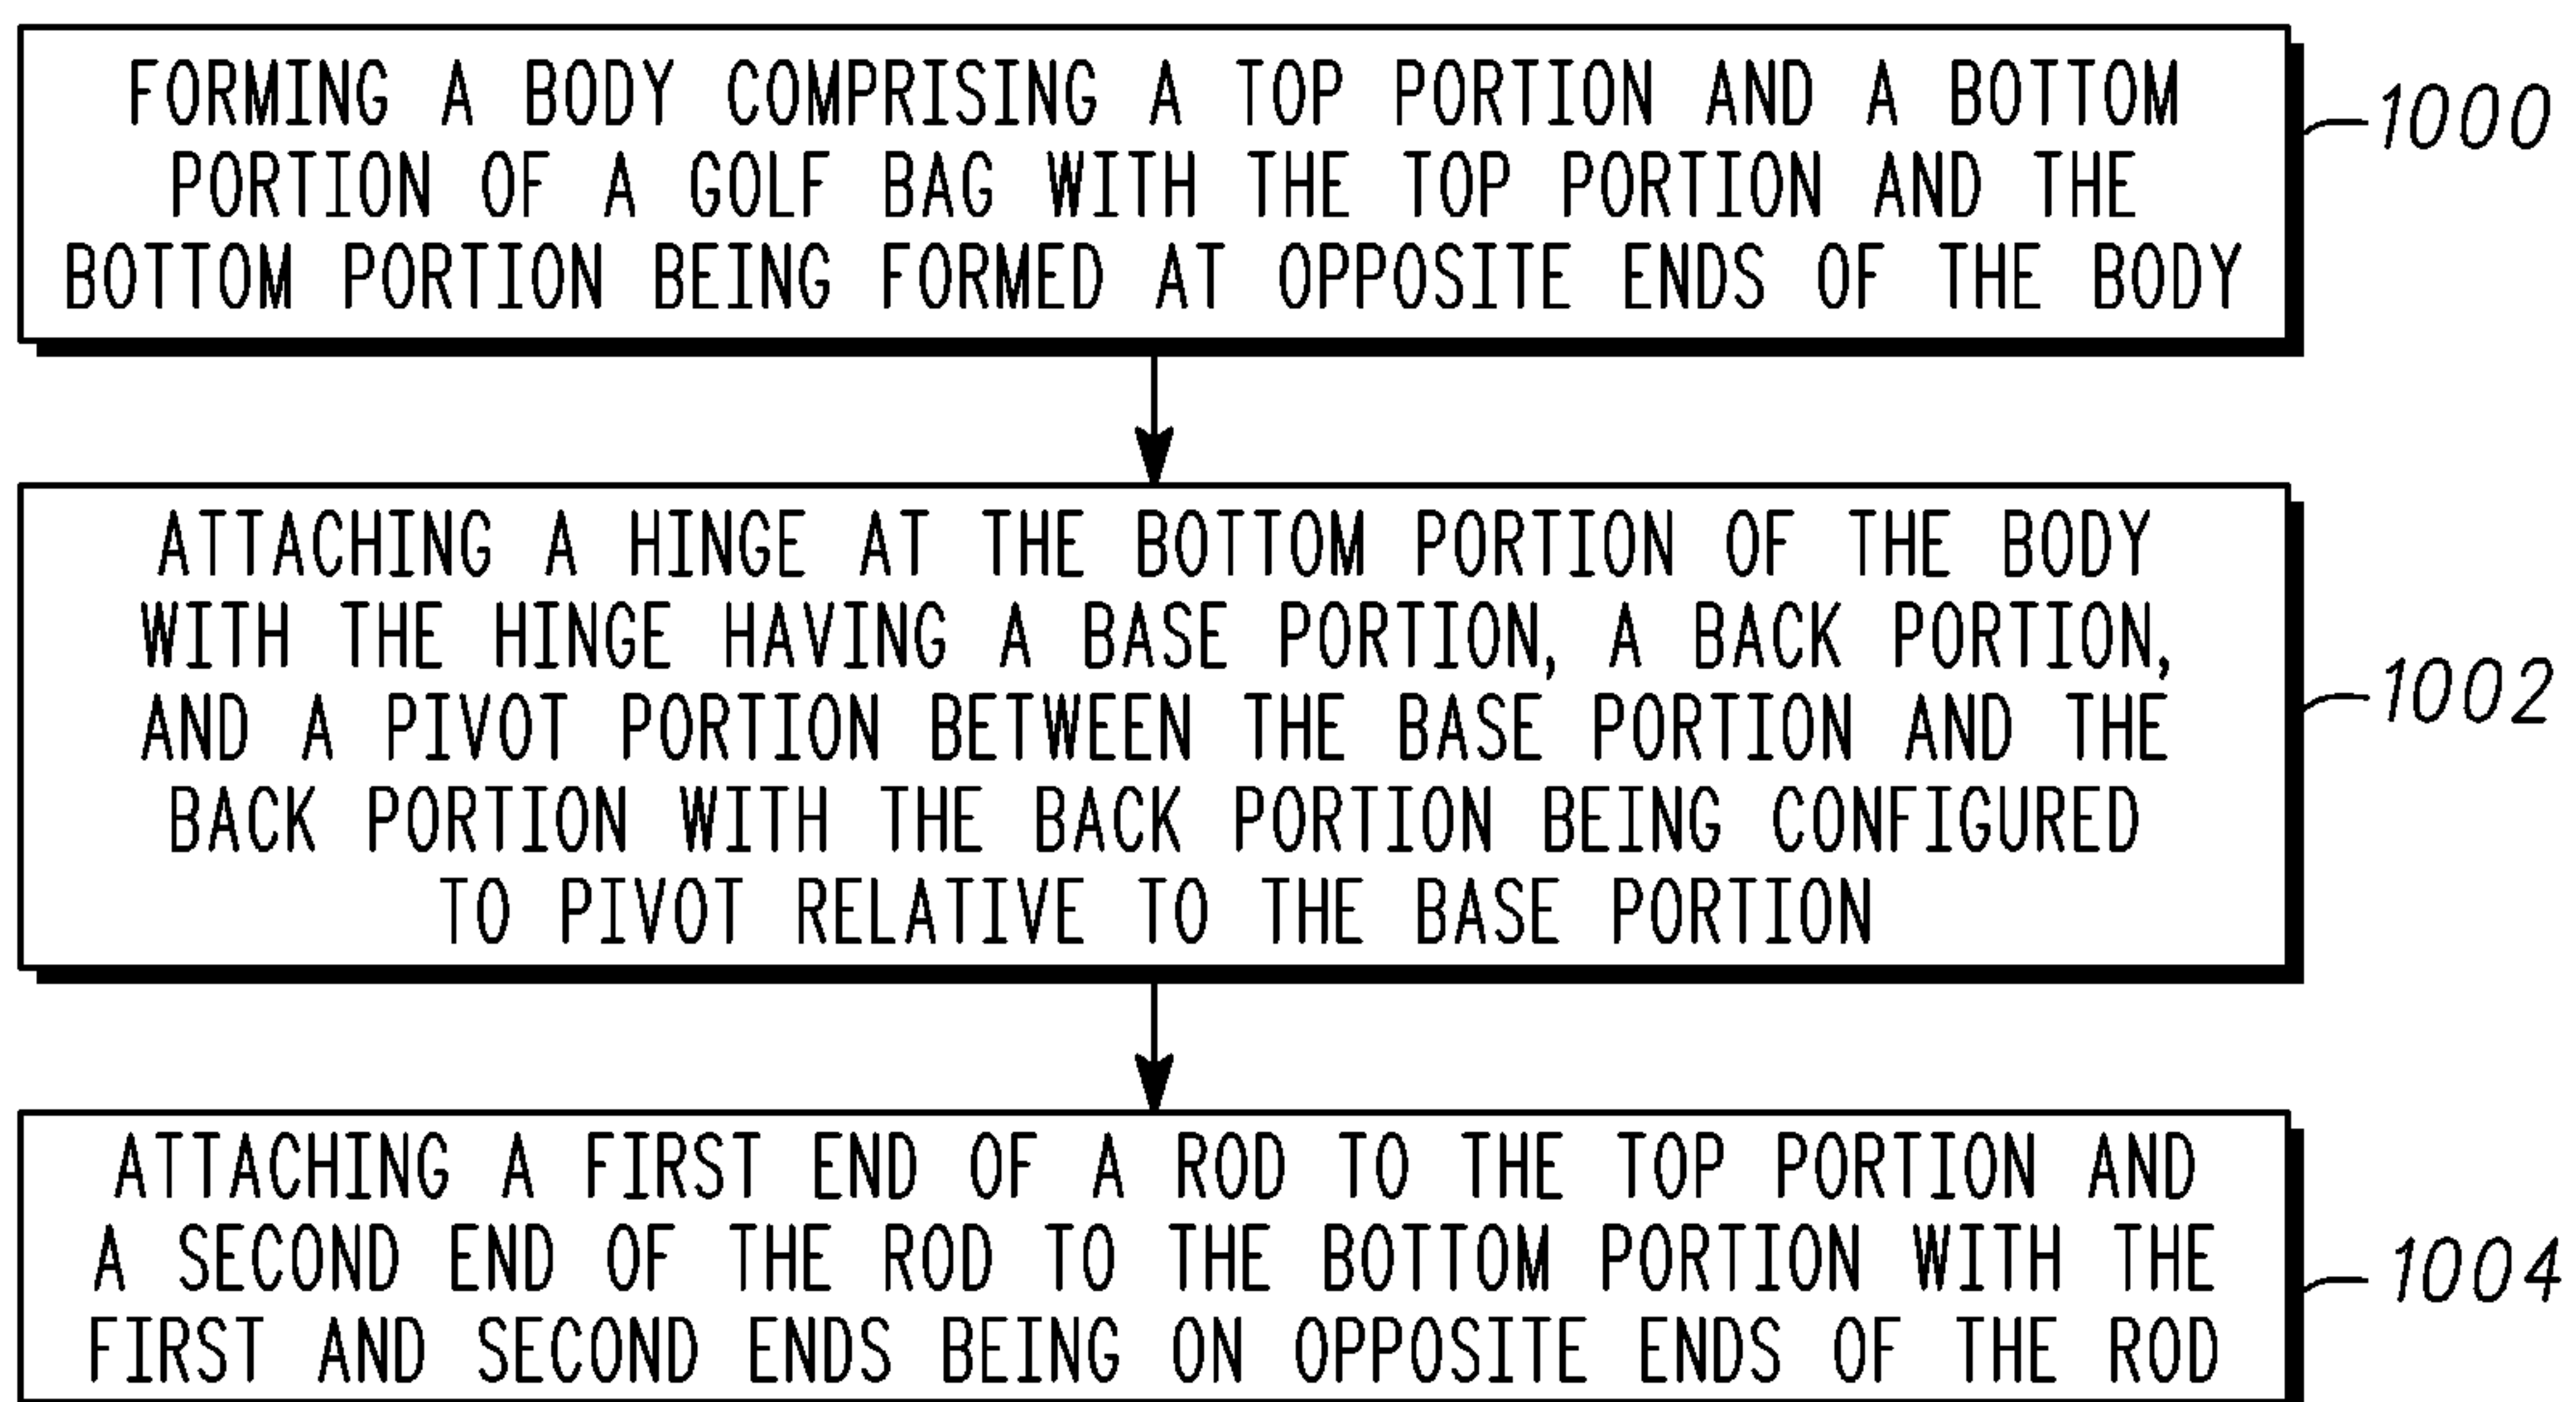 FORMING A BODY COMPRISING A TOP PORTION AND A BOTTOM
PORTION OF A GOLF BAG WITH THE TOP PORTION AND THE
BOTTOM PORTION BEING FORMED AT OPPOSITE ENDS OF THE BODY
1000
ATTACHING A HINGE AT THE BOTTOM PORTION OF THE BODY
WITH THE HINGE HAVING A BASE PORTION, A BACK PORTION,
AND A PIVOT PORTION BETWEEN THE BASE PORTION AND THE
BACK PORTION WITH THE BACK PORTION BEING CONFIGURED
TO PIVOT RELATIVE TO THE BASE PORTION
1002
ATTACHING A FIRST END OF A ROD TO THE TOP PORTION AND
A SECOND END OF THE ROD TO THE BOTTOM PORTION WITH THE
FIRST AND SECOND ENDS BEING ON OPPOSITE ENDS OF THE ROD
1004